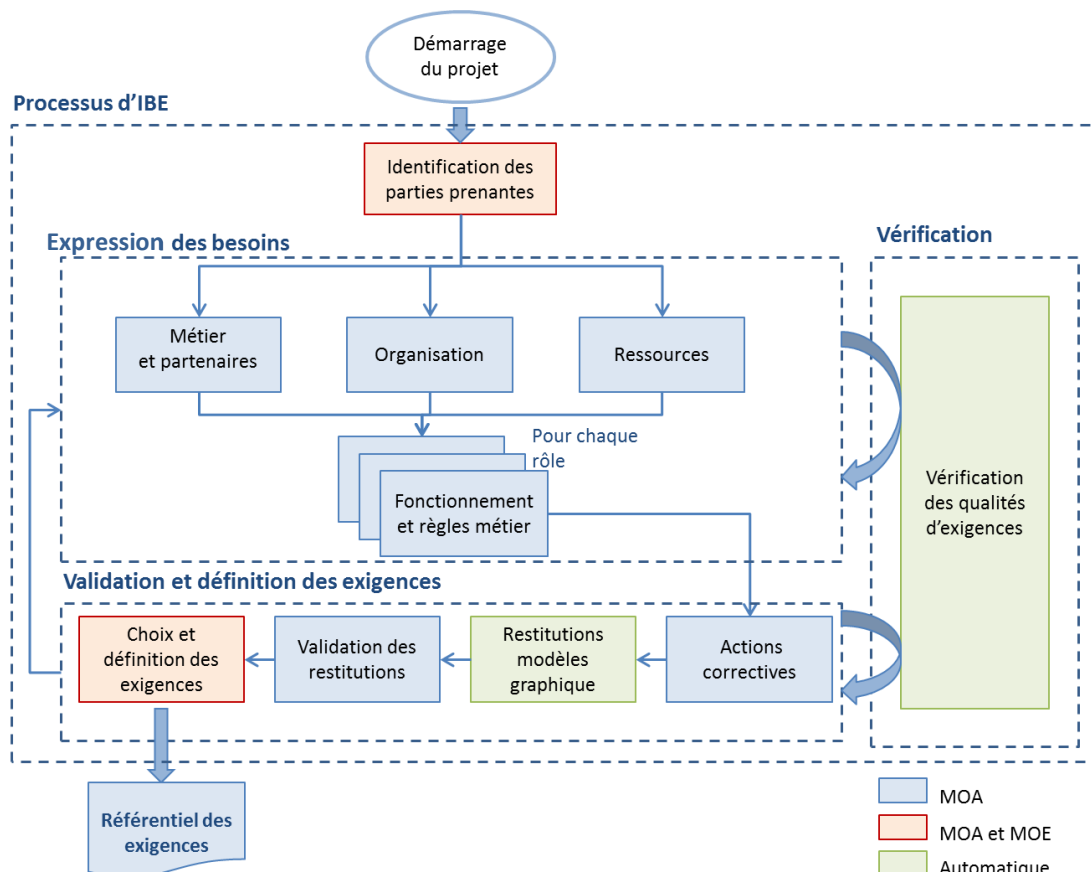 Démarrage
du projet
Processus d’IBE
Identification des
parties prenantes
Expression des besoins
Vérification
Métier
et partenaires
Organisation
Ressources
Pour chaque
rôle
Fonctionnement
et règles métier
Vérification
des qualités
d’exigences
Validation et définition des exigences
Choix et
définition des
exigences
Validation des
restitutions
Restitutions
modèles
graphique
Actions
correctives
Référentiel des
exigences
MOA
MOA et MOE
Automatique